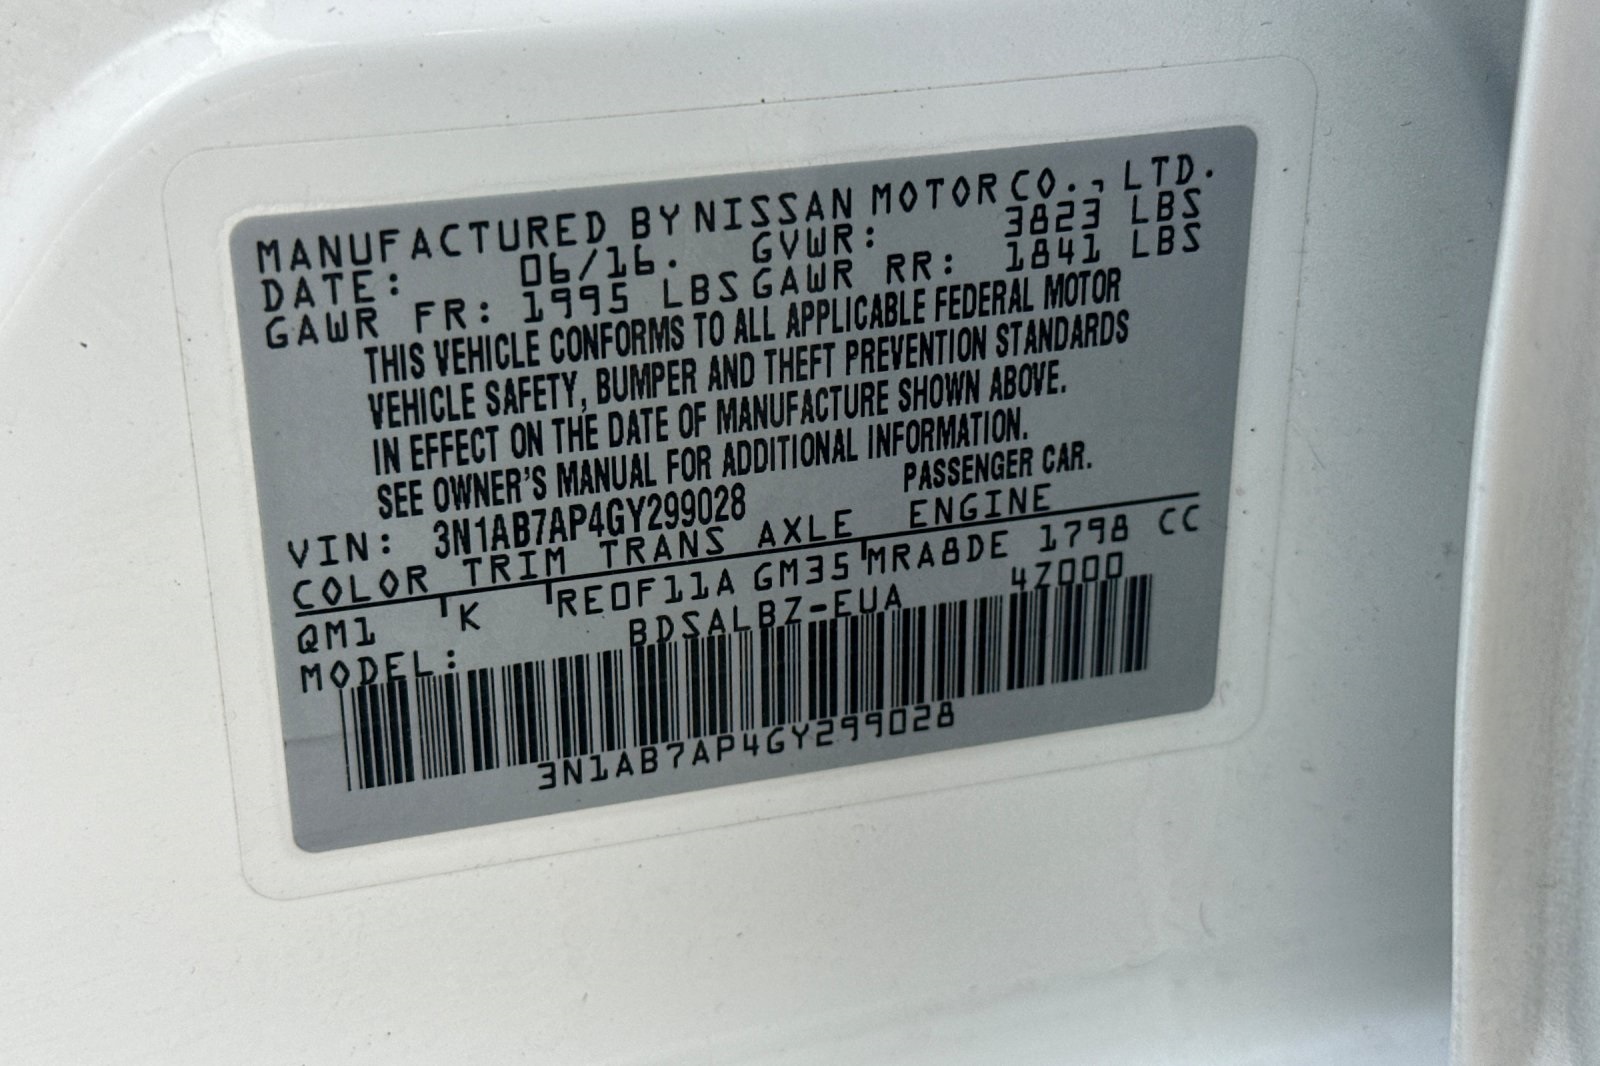 MANUFACTURED BY NISSAN MOTOR CO., LTD.
DATE: 06/16. GVWR: 3823 LBS
GAWR FR: 1995 LBS GAWR RR: 1841 LBS
THIS VEHICLE CONFORMS TO ALL APPLICABLE FEDERAL MOTOR
VEHICLE SAFETY, BUMPER AND THEFT PREVENTION STANDARDS
IN EFFECT ON THE DATE OF MANUFACTURE SHOWN ABOVE.
SEE OWNER'S MANUAL FOR ADDITIONAL INFORMATION.
VIN: 3N1AB7AP4GY299028 PASSENGER CAR.
COLOR TRIM TRANS AXLE ENGINE
QM1 K RE0F11A GM35 MRA8DE 1798 CC
MODEL: BDSALBZ-EUA 4Z000
3N1AB7AP4GY299028